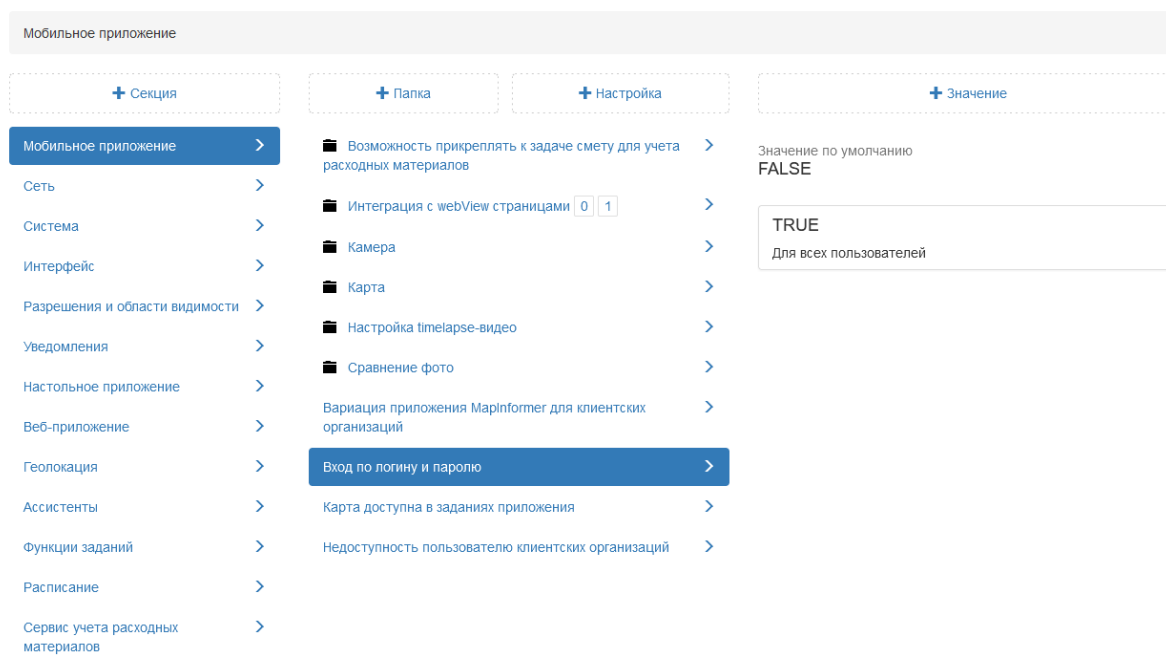 Мобильное приложение
Секция
Папка
Настройка
Значение
Мобильное приложение
Сеть
Система
Интерфейс
Разрешения и области видимости
Уведомления
Настольное приложение
Веб-приложение
Геолокация
Ассистенты
Функции заданий
Расписание
Сервис учета расходных
материалов
Возможность прикреплять к задаче смету для учета
расходных материалов
Интеграция с webView страницами 0 1
Камера
Карта
Настройка timelapse-видео
Сравнение фото
Вариация приложения MapInformer для клиентских
организаций
Вход по логину и паролю
Карта доступна в заданиях приложения
Недоступность пользователю клиентских организаций
Значение по умолчанию
FALSE
TRUE
Для всех пользователей